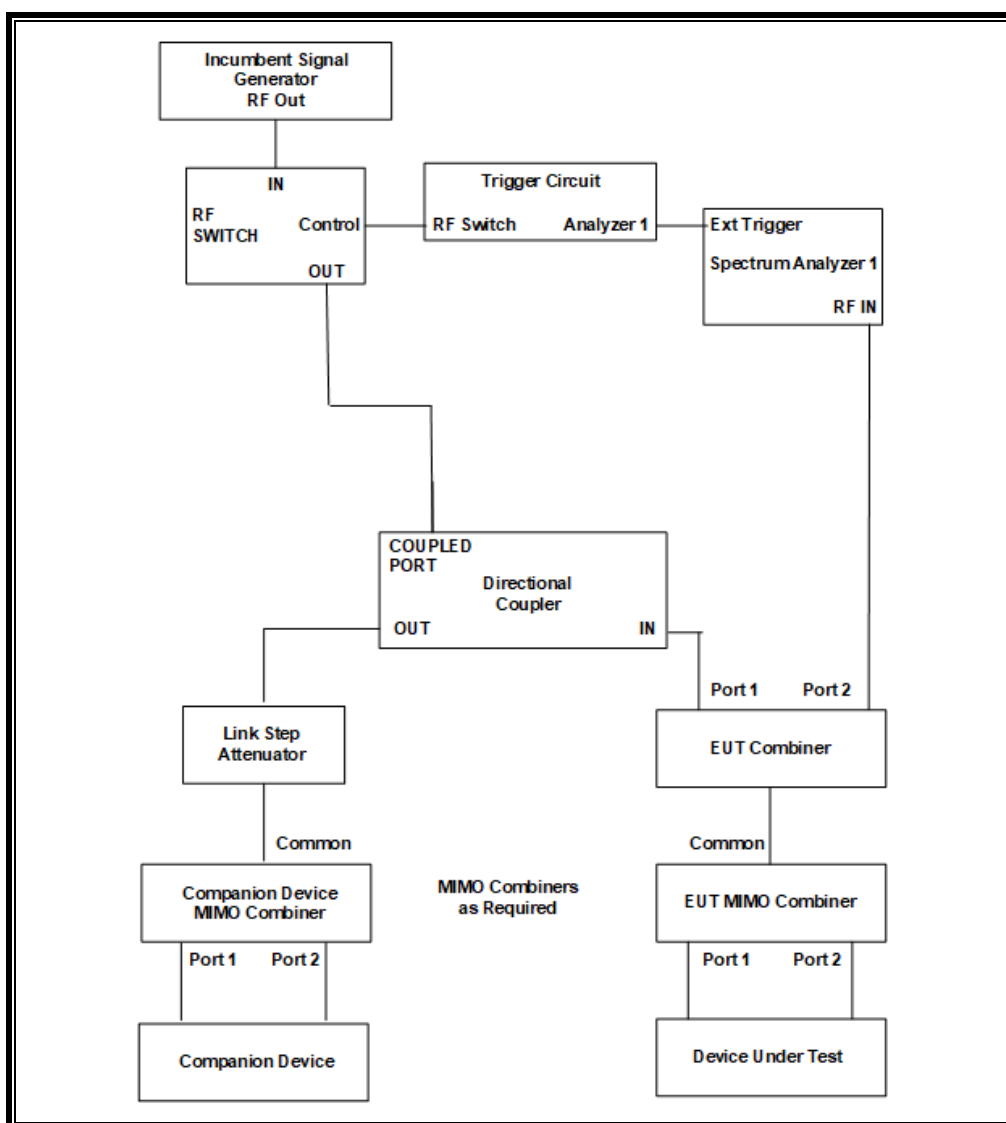 Incumbent Signal
Generator
RF Out
IN
RF
SWITCH
Control
OUT
Trigger Circuit
RF Switch
Analyzer 1
Ext Trigger
Spectrum Analyzer 1
RF IN
COUPLED
PORT
Directional
Coupler
OUT
IN
Port 1
Port 2
Link Step
Attenuator
EUT Combiner
Common
Common
Companion Device
MIMO Combiner
MIMO Combiners
as Required
EUT MIMO Combiner
Port 1
Port 2
Port 1
Port 2
Companion Device
Device Under Test